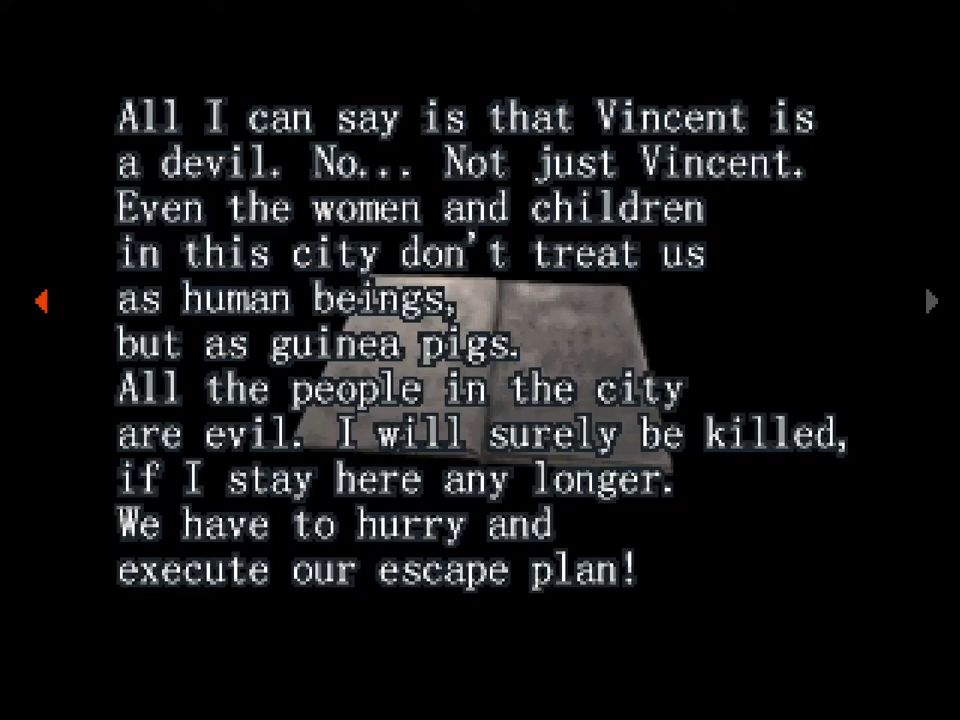 All I can say is that Vincent is
a devil. No... Not just Vincent.
Even the women and children
in this city don't treat us
as human beings,
but as guinea pigs.
All the people in the city
are evil. I will surely be killed,
if I stay here any longer.
We have to hurry and
execute our escape plan!